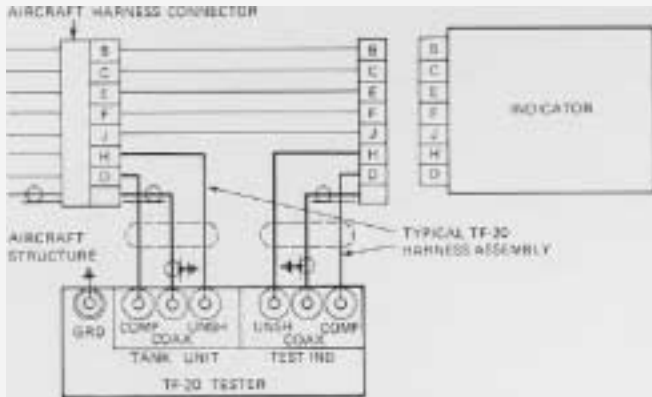 AIRCRAFT HARNESS CONNECTOR
B B B
C C C
E E E
F F F
J J J
H H H
D D D
INDICATOR
TYPICAL TF-20
HARNESS ASSEMBLY
AIRCRAFT
STRUCTURE
GRD
COMP UNSH UNSH COMP
COAX COAX
TANK UNIT TEST IND
TF-20 TESTER